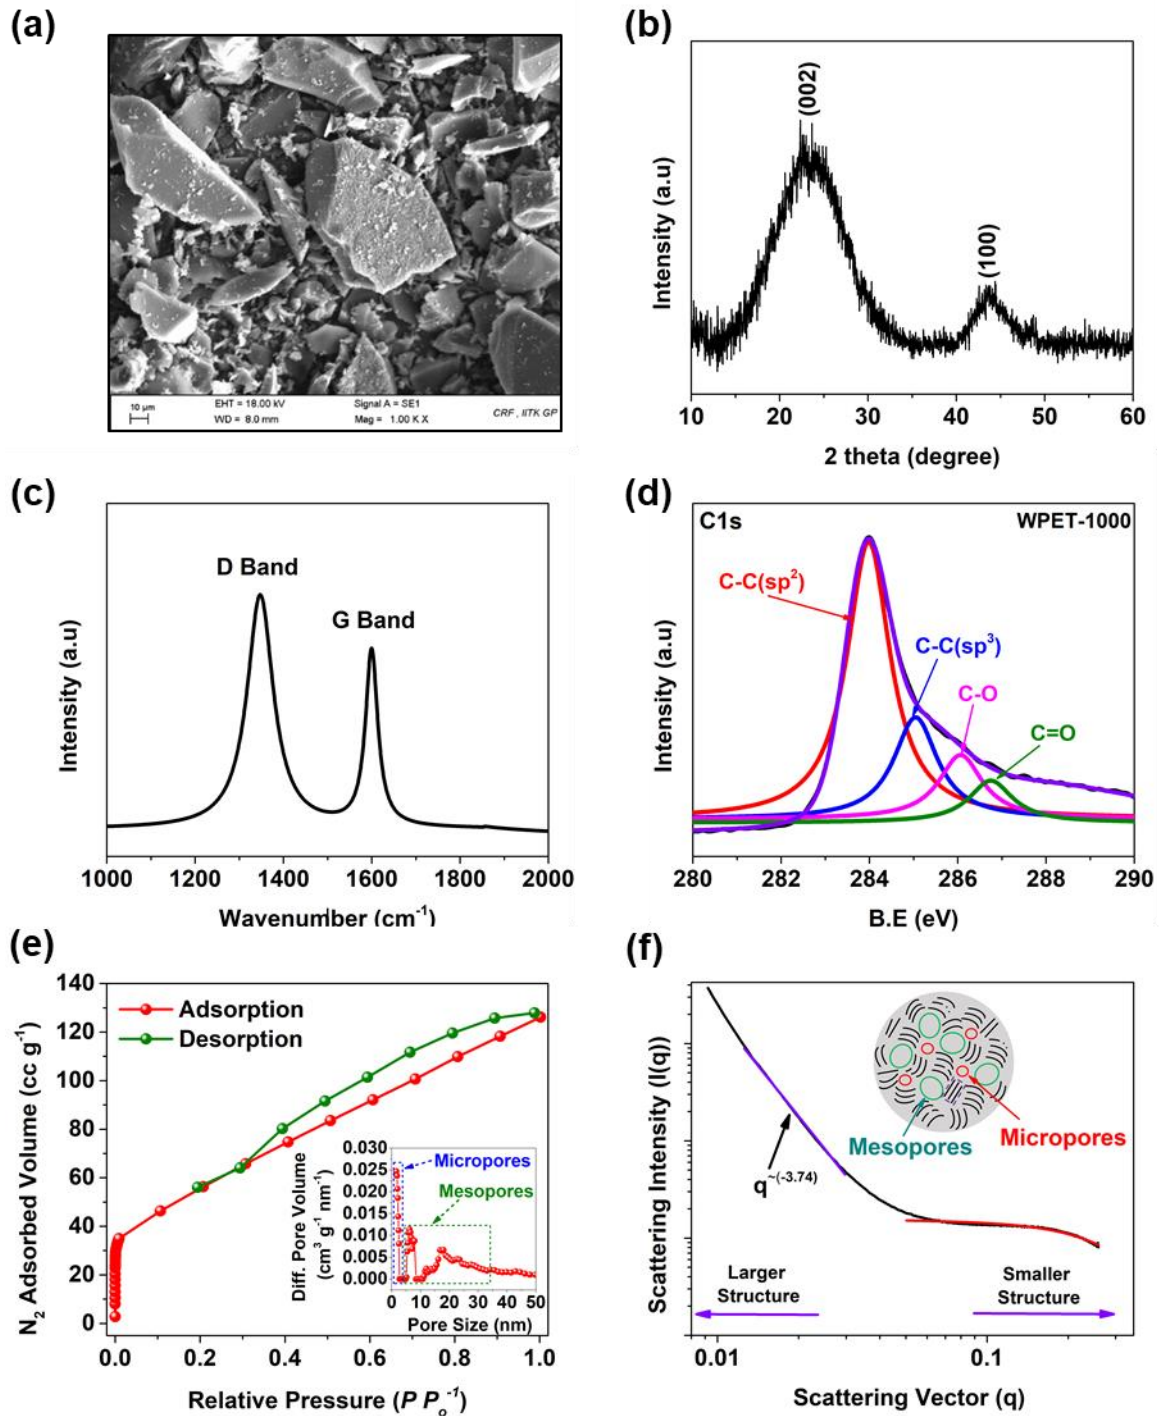 (a)
10 µm
EHT = 18.00 kV
WD = 8.0 mm
Signal A = SE1
Mag = 1.00 K X
CRF , IITK GP
(b)
(002)
(100)
Intensity (a.u)
10 20 30 40 50 60
2 theta (degree)
(c)
D Band
G Band
Intensity (a.u)
1000 1200 1400 1600 1800 2000
Wavenumber (cm⁻¹)
(d)
C1s
WPET-1000
C-C(sp²)
C-C(sp³)
C-O
C=O
Intensity (a.u)
280 282 284 286 288 290
B.E (eV)
(e)
Adsorption
Desorption
N₂ Adsorbed Volume (cc g⁻¹)
140
120
100
80
60
40
20
0
0.0 0.2 0.4 0.6 0.8 1.0
Relative Pressure (P Pₒ⁻¹)
Diff. Pore Volume
(cm³ g⁻¹ nm⁻¹)
0.030
0.025
0.020
0.015
0.010
0.005
0.000
Micropores
Mesopores
0 10 20 30 40 50
Pore Size (nm)
(f)
Scattering Intensity (I(q))
Mesopores
Micropores
q~(-3.74)
Larger
Structure
Smaller
Structure
0.01 0.1
Scattering Vector (q)